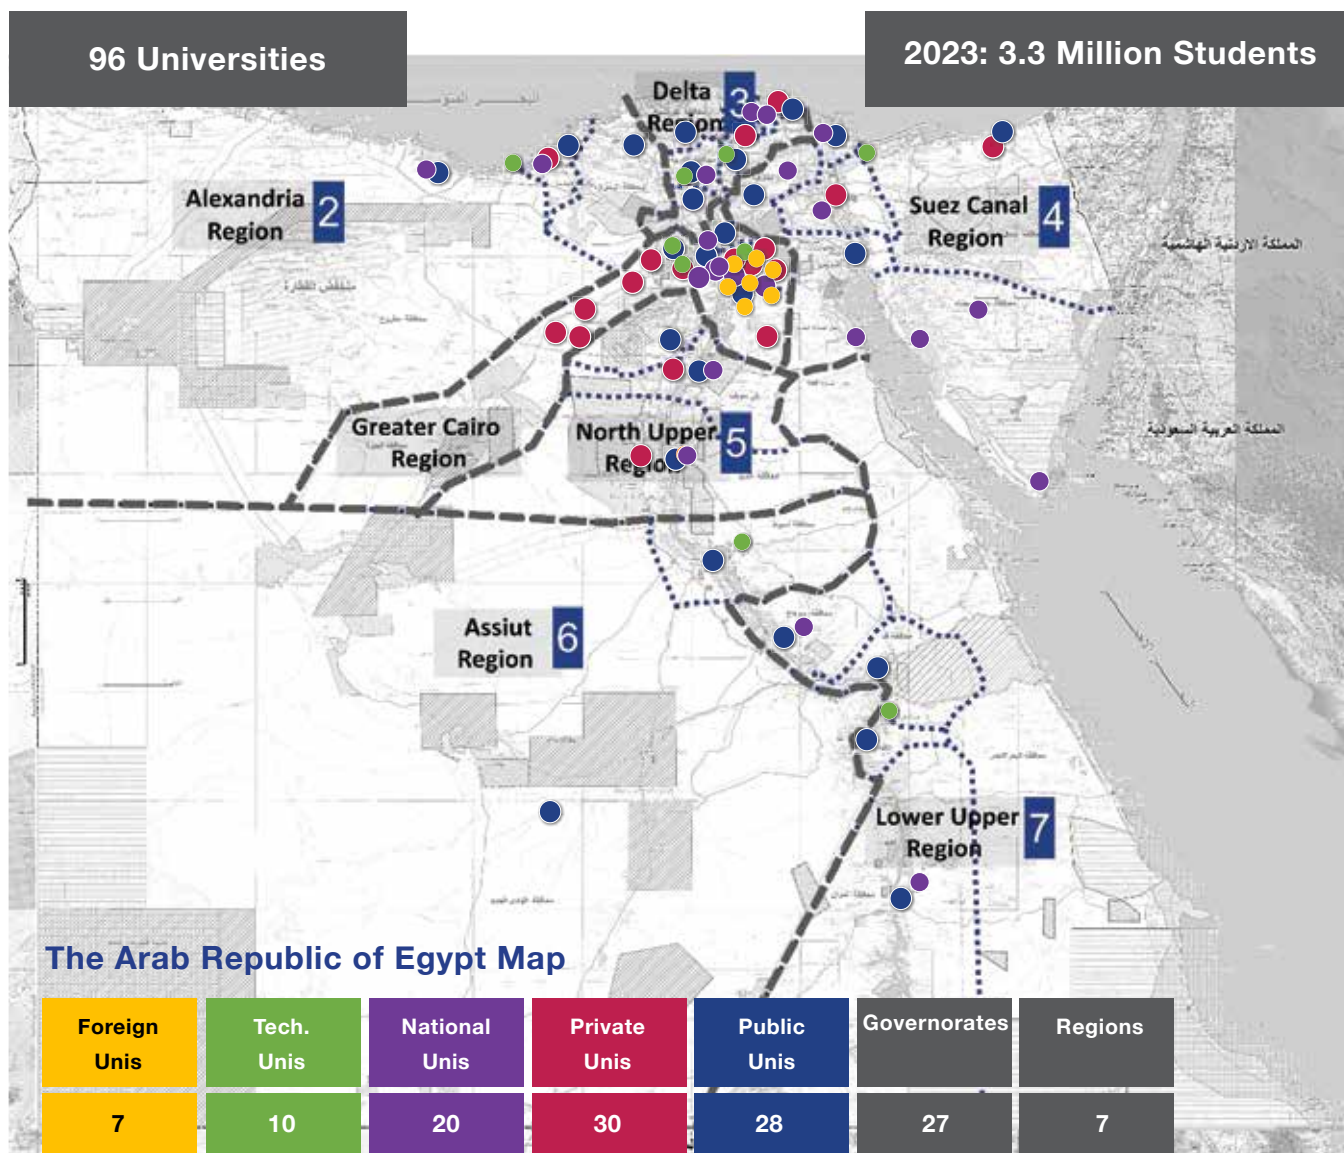 96 Universities
2023: 3.3 Million Students
Delta
Region
3
Alexandria
Region
2
Suez Canal
Region
4
المملكة الاردنية الهاشمية
المملكة العربية السعودية
Greater Cairo
Region
North Upper
Region
5
Assiut
Region
6
Lower Upper
Region
7
The Arab Republic of Egypt Map
Foreign
Unis
Tech.
Unis
National
Unis
Private
Unis
Public
Unis
Governorates
Regions
7
10
20
30
28
27
7